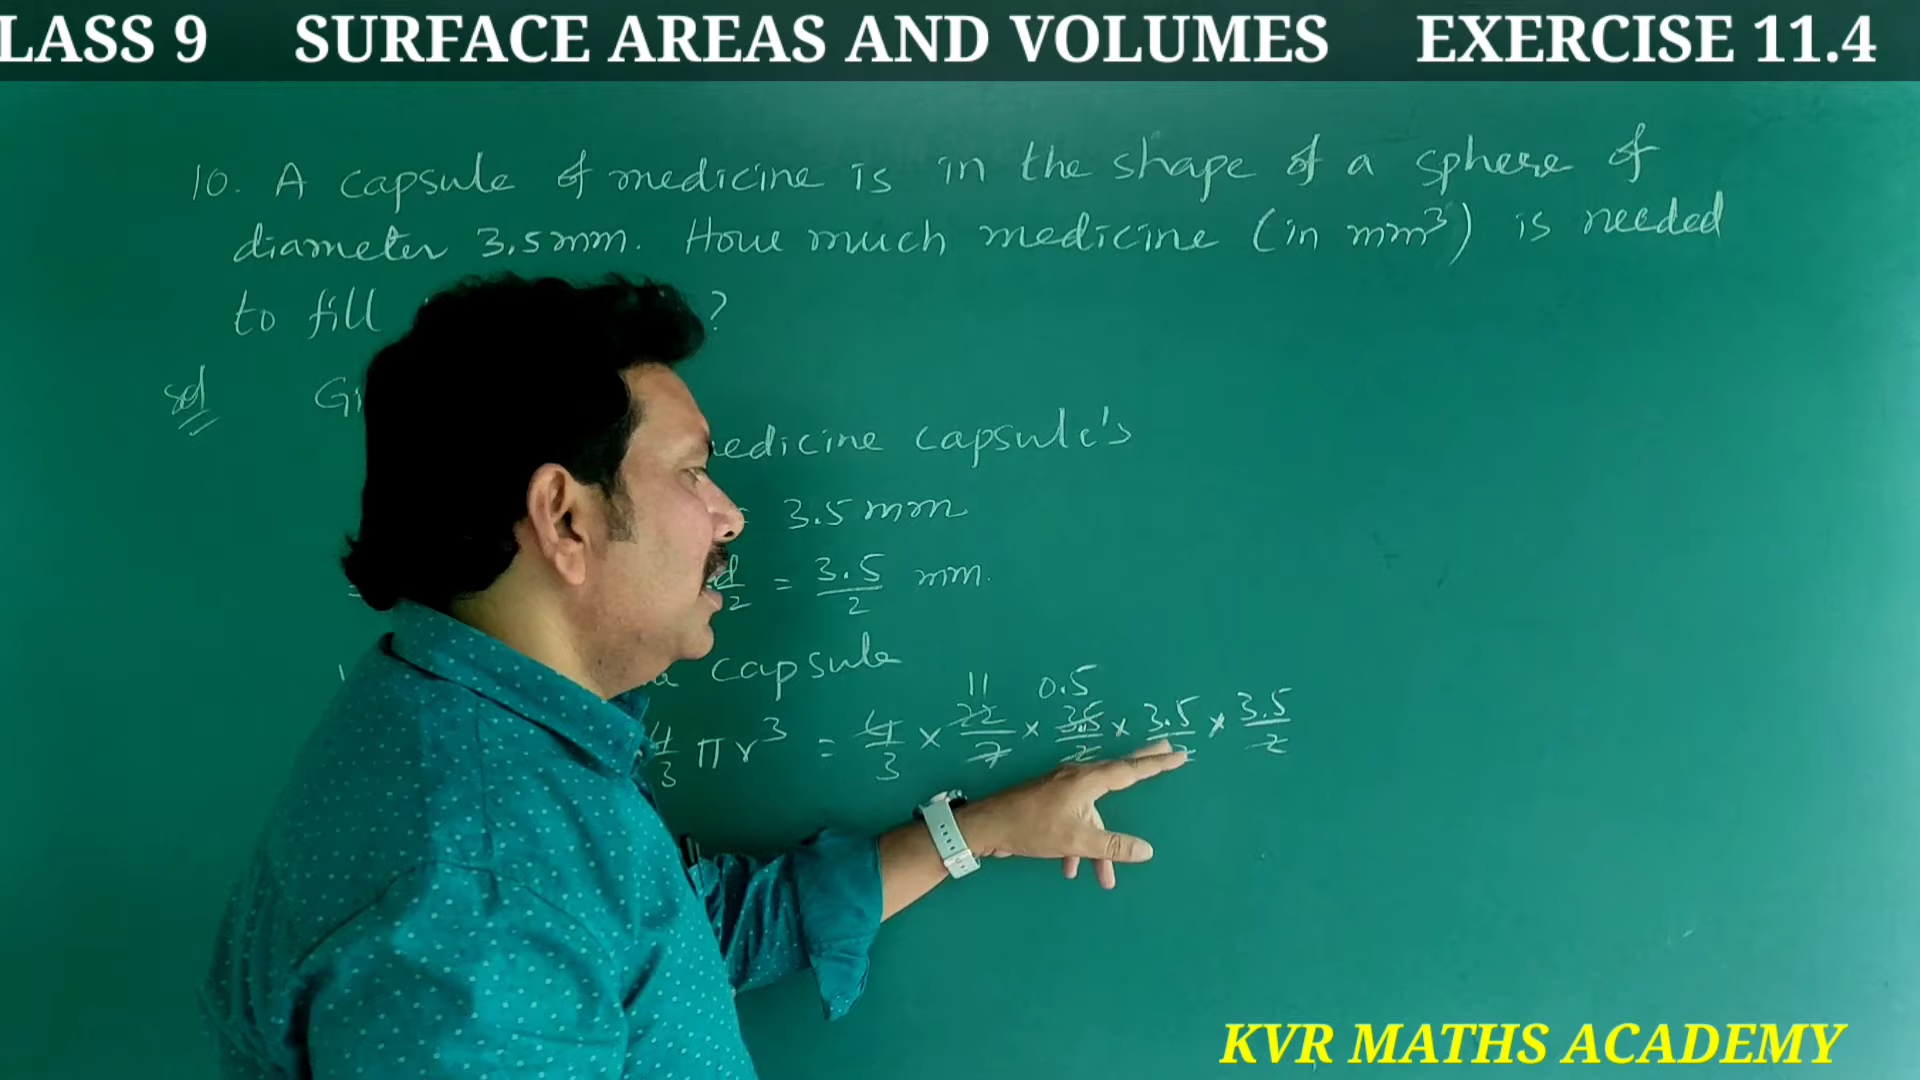 LASS 9 SURFACE AREAS AND VOLUMES EXERCISE 11.4
10. A capsule of medicine is in the shape of a sphere of
diameter 3.5mm. How much medicine (in mm³) is needed
to fill ?
Sol Gi
edicine capsule's
= 3.5 mm
= d/2 = 3.5/2 mm.
capsule
11 0.5
4/3 πr³ = 4/3 × 22/7 × 3.5/2 × 3.5/2 × 3.5/2
KVR MATHS ACADEMY